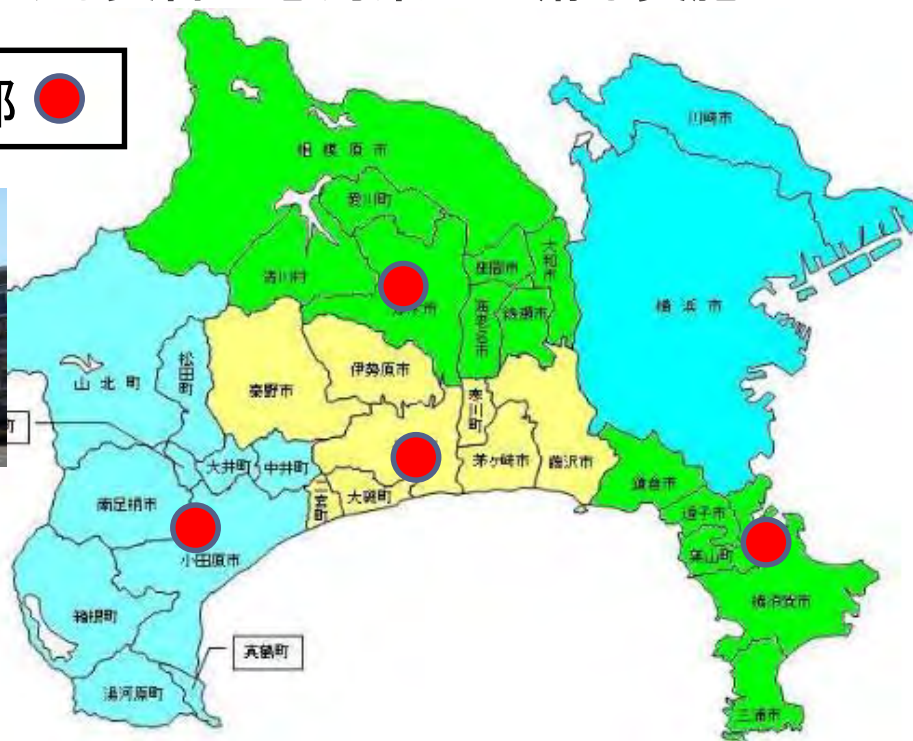 部
川崎市
相模原市
愛川町
大和市
座間市
清川村
木市
海老名市
綾瀬市
横浜市
松田町
伊勢原市
山北町
秦野市
寒川町
町
大井町
中井町
茅ヶ崎市
藤沢市
鎌倉市
南足柄市
二宮町
大磯町
逗子市
葉山町
小田原市
横須賀市
箱根町
真鶴町
湯河原町
三浦市